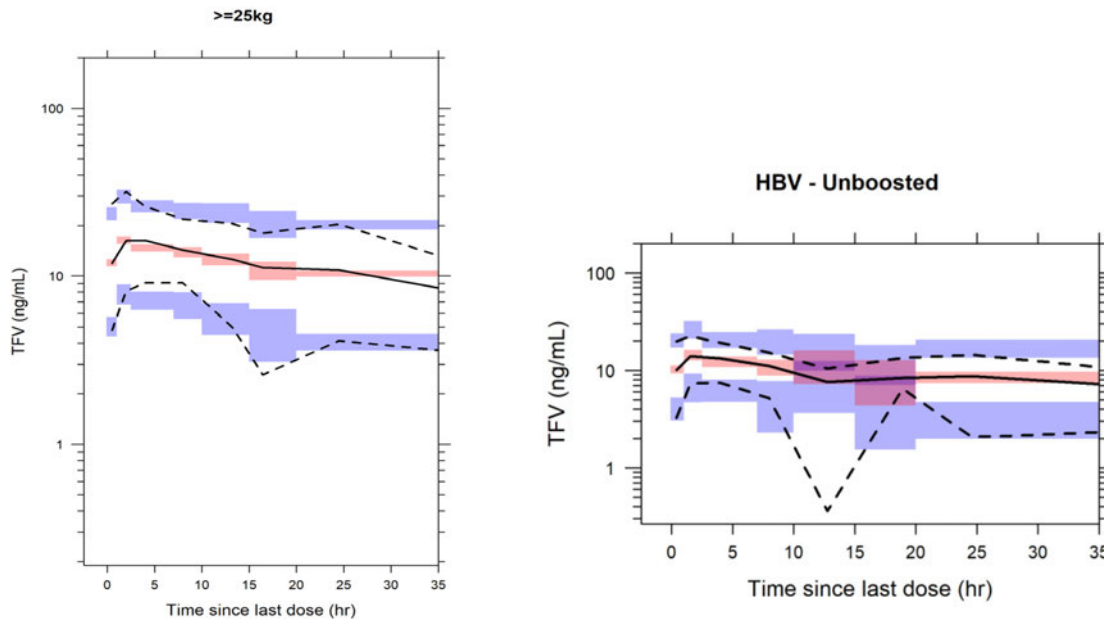 >=25kg
TFV (ng/mL)
100
10
1
0 5 10 15 20 25 30 35
Time since last dose (hr)
HBV - Unboosted
TFV (ng/mL)
100
10
1
0 5 10 15 20 25 30 35
Time since last dose (hr)